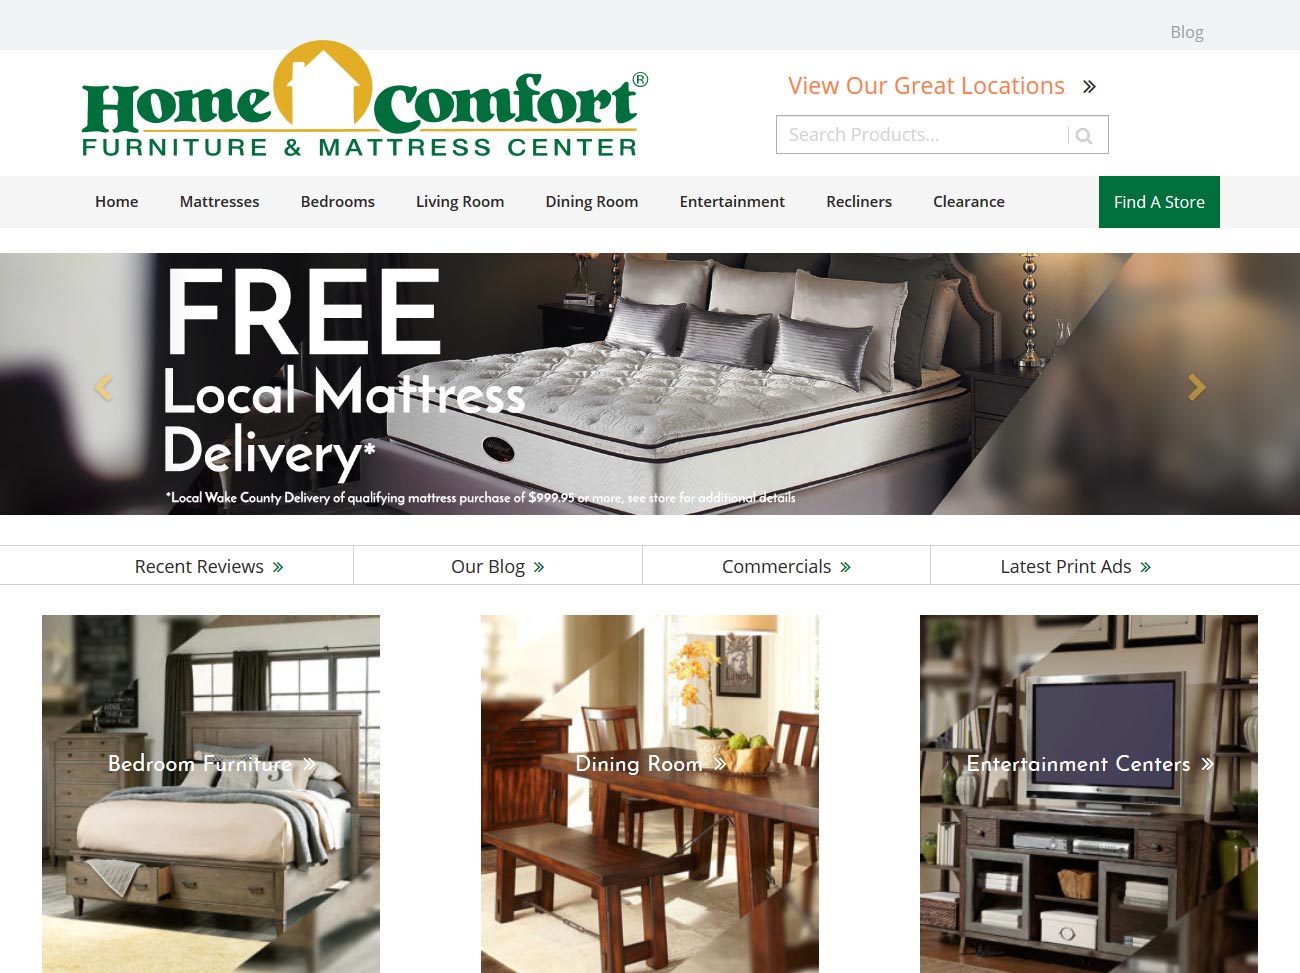 Blog
Home Comfort®
FURNITURE & MATTRESS CENTER
View Our Great Locations »
Search Products...
Home Mattresses Bedrooms Living Room Dining Room Entertainment Recliners Clearance Find A Store
FREE
Local Mattress
Delivery*
*Local Wake County Delivery of qualifying mattress purchase of $999.95 or more, see store for additional details
Recent Reviews » Our Blog » Commercials » Latest Print Ads »
Bedroom Furniture » Dining Room » Entertainment Centers »